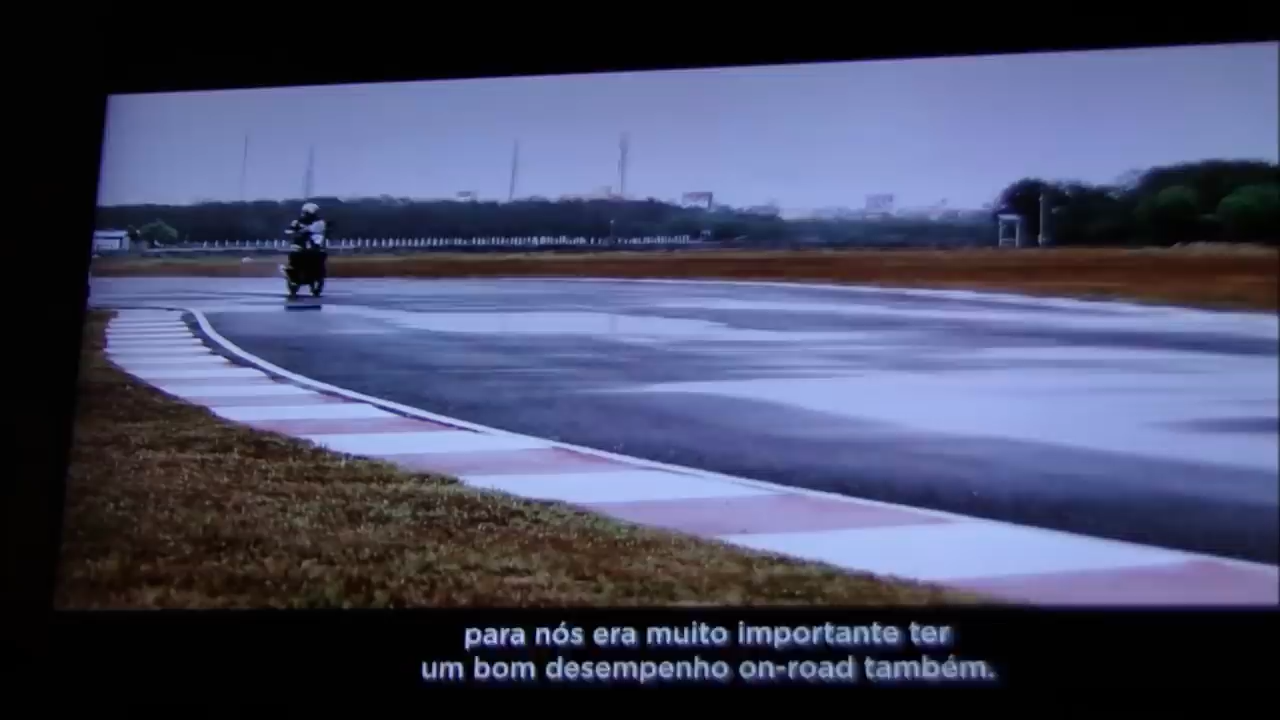 para nós era muito importante ter
um bom desempenho on-road também.